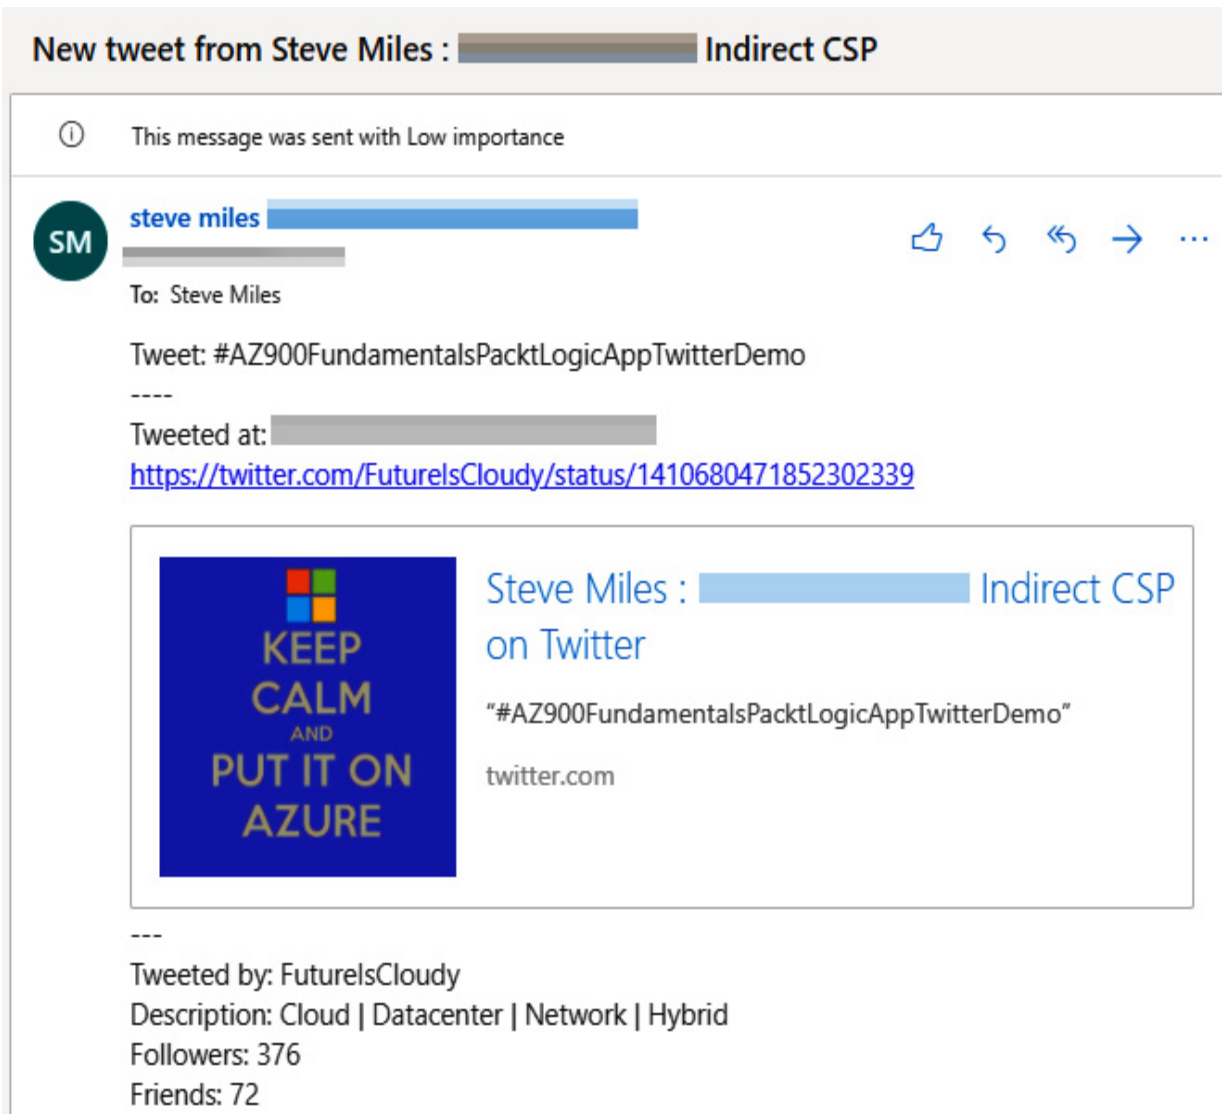 New tweet from Steve Miles : Indirect CSP
This message was sent with Low importance
SM
steve miles
To: Steve Miles
Tweet: #AZ900FundamentalsPacktLogicAppTwitterDemo
----
Tweeted at:
https://twitter.com/FutureIsCloudy/status/1410680471852302339
KEEP
CALM
AND
PUT IT ON
AZURE
Steve Miles : Indirect CSP
on Twitter
“#AZ900FundamentalsPacktLogicAppTwitterDemo”
twitter.com
---
Tweeted by: FutureIsCloudy
Description: Cloud | Datacenter | Network | Hybrid
Followers: 376
Friends: 72